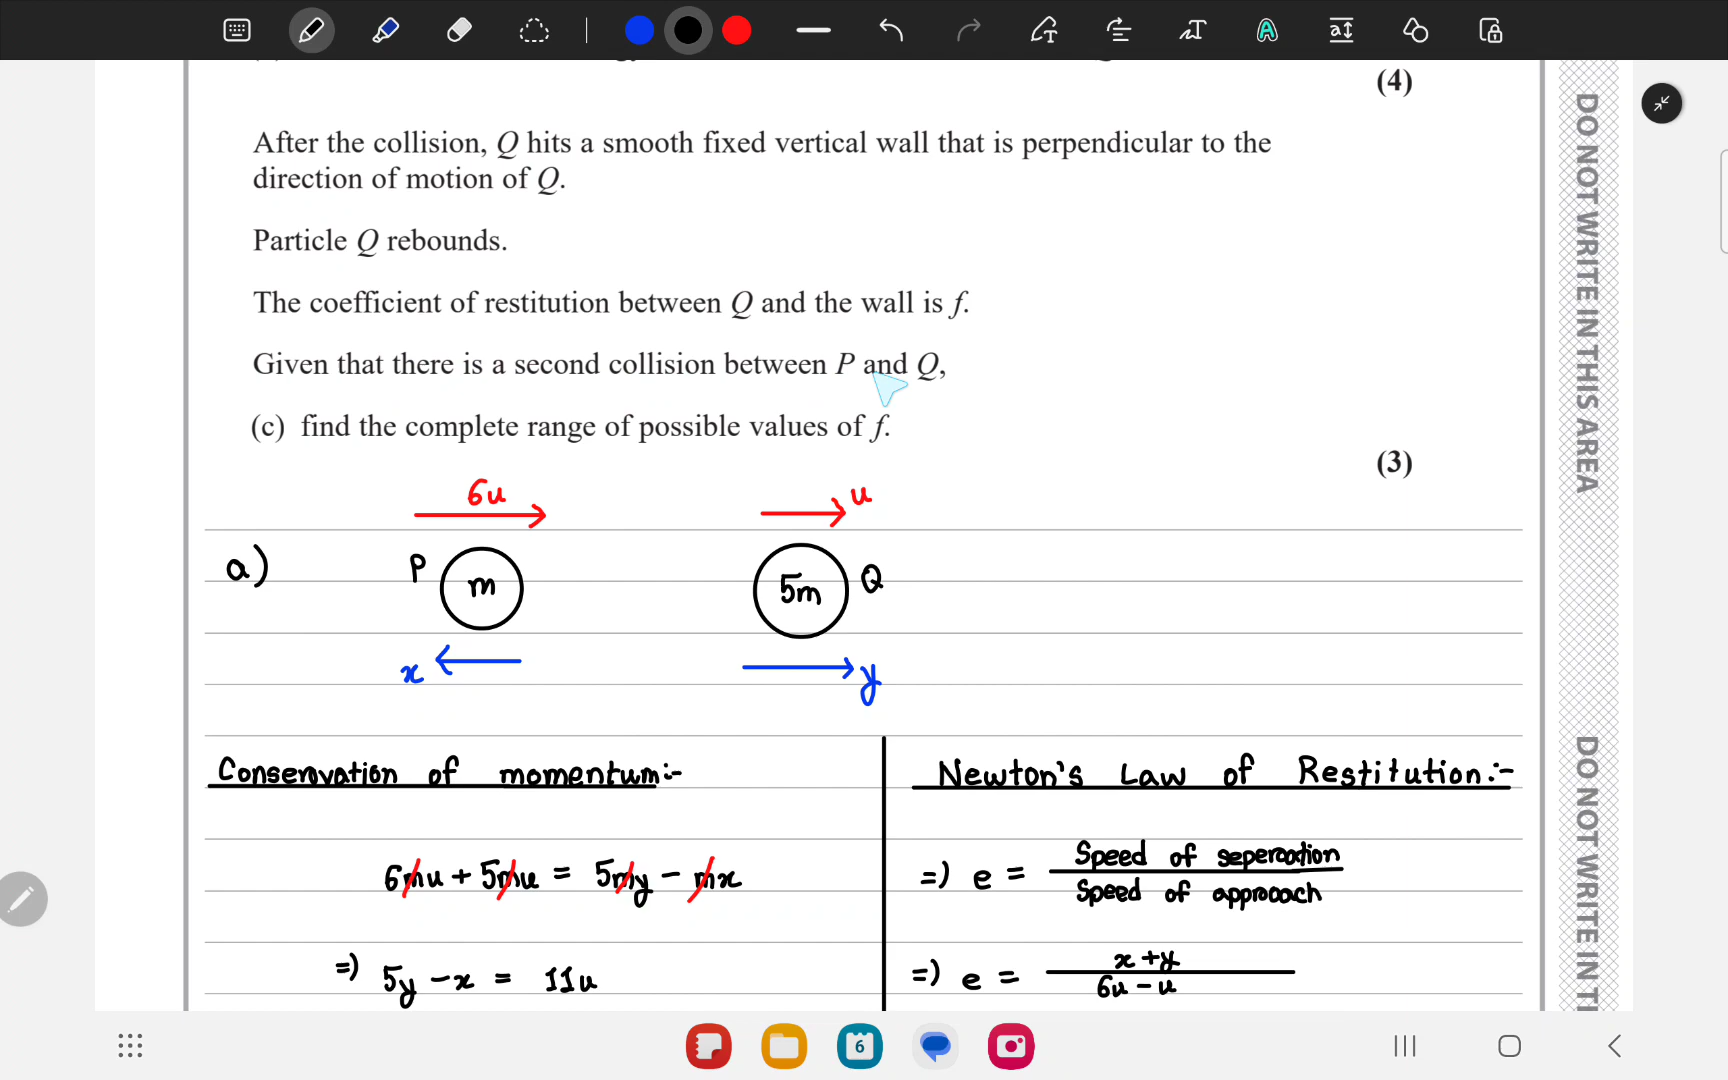 (4)
After the collision, Q hits a smooth fixed vertical wall that is perpendicular to the
direction of motion of Q.
Particle Q rebounds.
The coefficient of restitution between Q and the wall is f.
Given that there is a second collision between P and Q,
(c) find the complete range of possible values of f.
(3)
6u
u
a)
P
m
5m
Q
x
y
Conservation of momentum:-
6mu + 5mu = 5my - mx
=) 5y - x = 11u
Newton's Law of Restitution:-
=) e = Speed of seperation
Speed of approach
=) e = x + y
6u - u
DO NOT WRITE IN THIS AREA
DO NOT WRITE IN TH
6